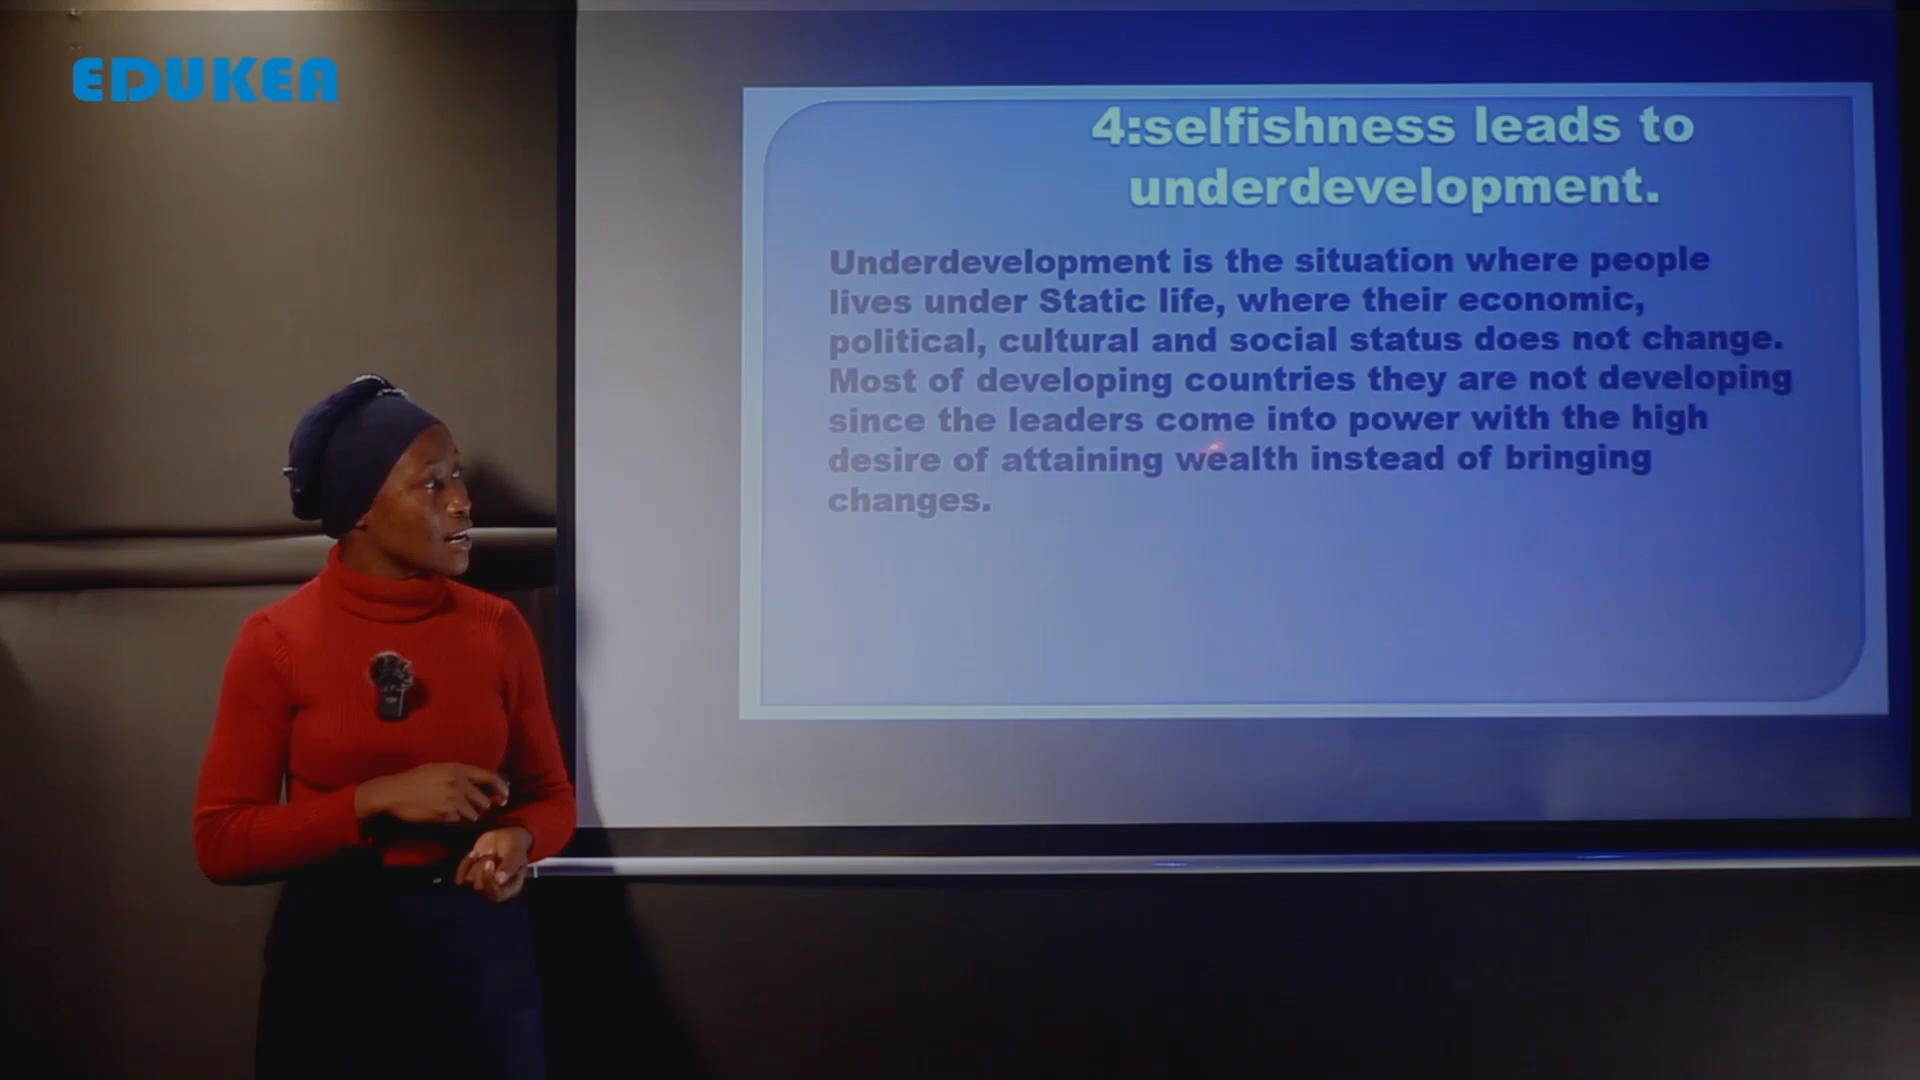 EDUKEA
4:selfishness leads to
underdevelopment.
Underdevelopment is the situation where people
lives under Static life, where their economic,
political, cultural and social status does not change.
Most of developing countries they are not developing
since the leaders come into power with the high
desire of attaining wealth instead of bringing
changes.